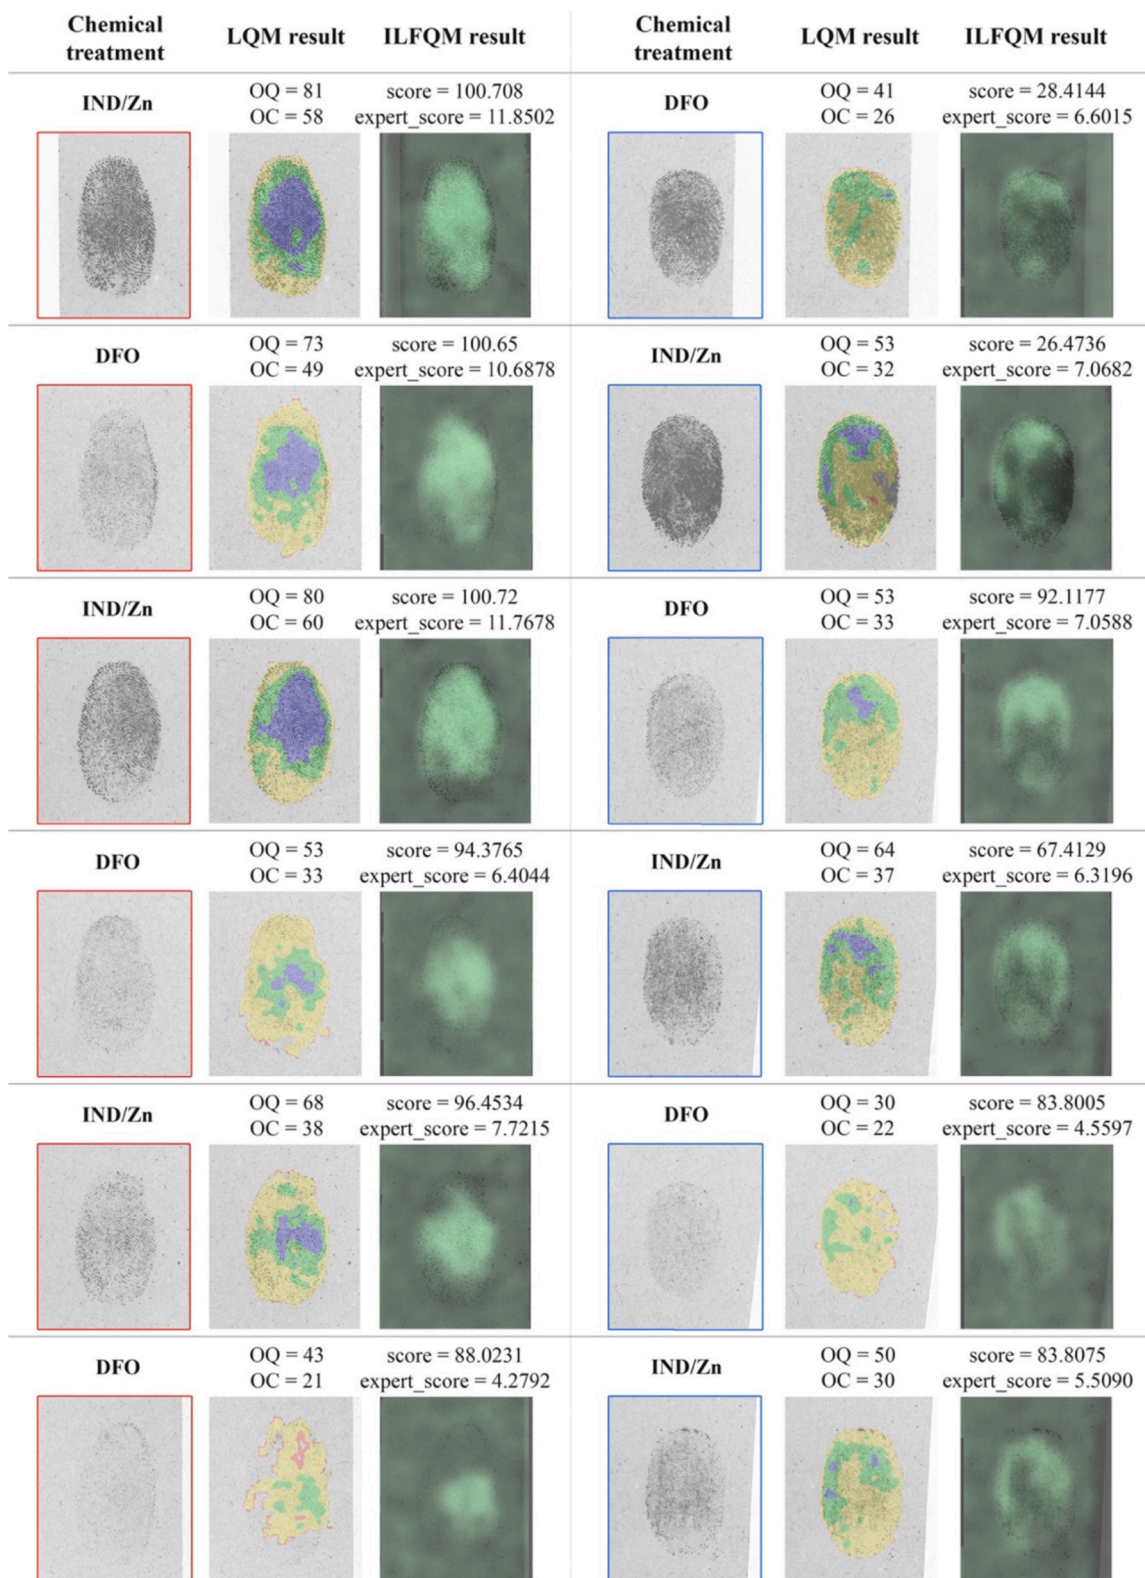 Chemical treatment LQM result ILFQM result Chemical treatment LQM result ILFQM result
IND/Zn
OQ = 81
OC = 58
score = 100.708
expert_score = 11.8502
DFO
OQ = 41
OC = 26
score = 28.4144
expert_score = 6.6015
DFO
OQ = 73
OC = 49
score = 100.65
expert_score = 10.6878
IND/Zn
OQ = 53
OC = 32
score = 26.4736
expert_score = 7.0682
IND/Zn
OQ = 80
OC = 60
score = 100.72
expert_score = 11.7678
DFO
OQ = 53
OC = 33
score = 92.1177
expert_score = 7.0588
DFO
OQ = 53
OC = 33
score = 94.3765
expert_score = 6.4044
IND/Zn
OQ = 64
OC = 37
score = 67.4129
expert_score = 6.3196
IND/Zn
OQ = 68
OC = 38
score = 96.4534
expert_score = 7.7215
DFO
OQ = 30
OC = 22
score = 83.8005
expert_score = 4.5597
DFO
OQ = 43
OC = 21
score = 88.0231
expert_score = 4.2792
IND/Zn
OQ = 50
OC = 30
score = 83.8075
expert_score = 5.5090